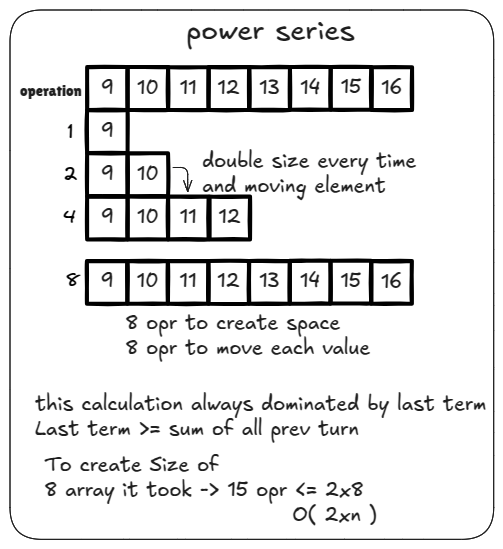 power series
operation 9 10 11 12 13 14 15 16
1 9
2 9 10
double size every time
and moving element
4 9 10 11 12
8 9 10 11 12 13 14 15 16
8 opr to create space
8 opr to move each value
this calculation always dominated by last term
Last term >= sum of all prev turn
To create Size of
8 array it took -> 15 opr <= 2x8
O( 2xn )